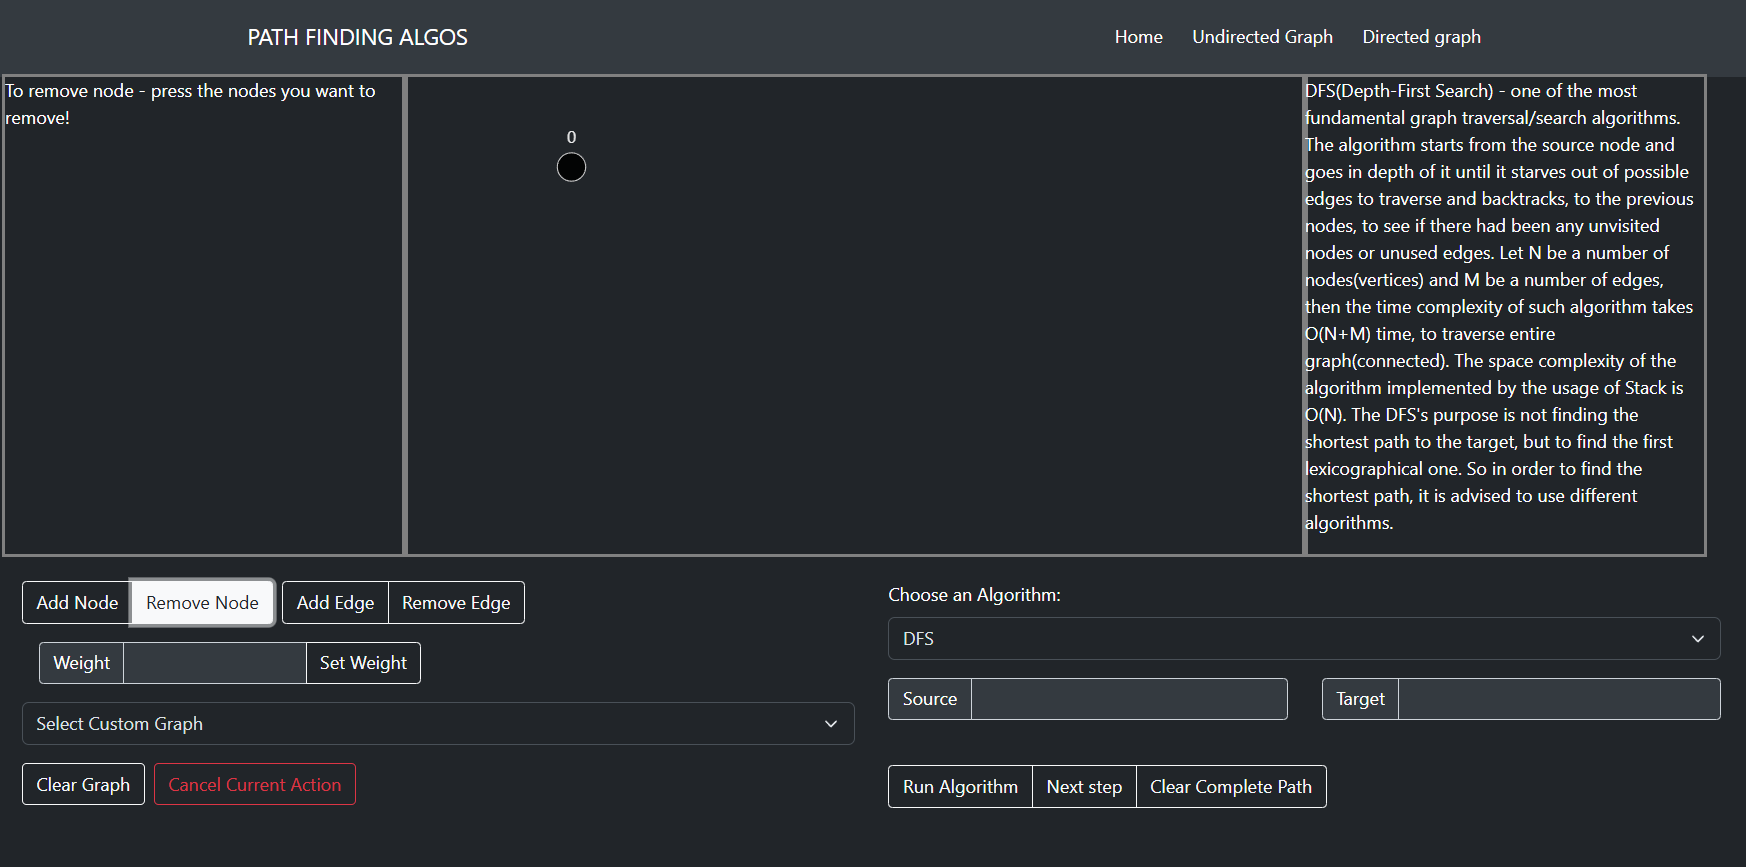 PATH FINDING ALGOS
Home
Undirected Graph
Directed graph
To remove node - press the nodes you want to
remove!
0
DFS(Depth-First Search) - one of the most
fundamental graph traversal/search algorithms.
The algorithm starts from the source node and
goes in depth of it until it starves out of possible
edges to traverse and backtracks, to the previous
nodes, to see if there had been any unvisited
nodes or unused edges. Let N be a number of
nodes(vertices) and M be a number of edges,
then the time complexity of such algorithm takes
O(N+M) time, to traverse entire
graph(connected). The space complexity of the
algorithm implemented by the usage of Stack is
O(N). The DFS's purpose is not finding the
shortest path to the target, but to find the first
lexicographical one. So in order to find the
shortest path, it is advised to use different
algorithms.
Add Node
Remove Node
Add Edge
Remove Edge
Weight
Set Weight
Select Custom Graph
Clear Graph
Cancel Current Action
Choose an Algorithm:
DFS
Source
Target
Run Algorithm
Next step
Clear Complete Path